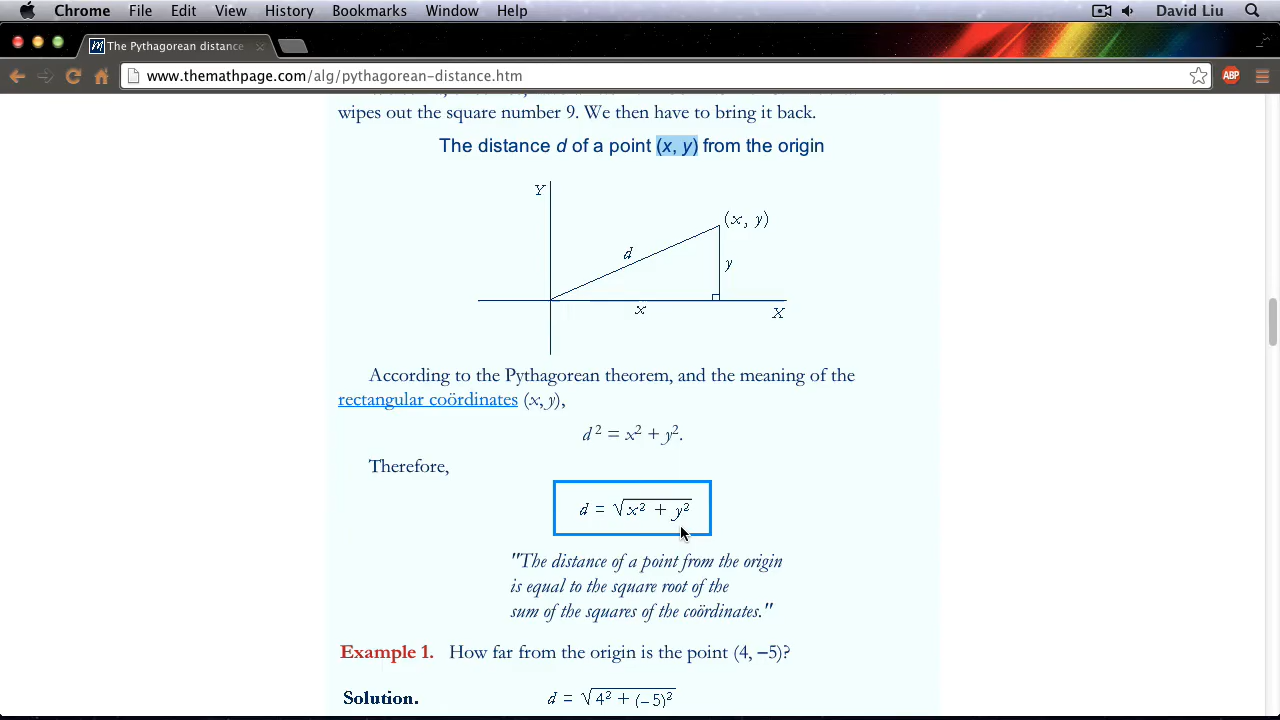 Chrome File Edit View History Bookmarks Window Help David Liu
The Pythagorean distance
www.themathpage.com/alg/pythagorean-distance.htm ABP
wipes out the square number 9. We then have to bring it back.
The distance d of a point (x, y) from the origin
Y
(x, y)
d
y
x
X
According to the Pythagorean theorem, and the meaning of the
rectangular coördinates (x, y),
d² = x² + y².
Therefore,
d = √x² + y²
"The distance of a point from the origin
is equal to the square root of the
sum of the squares of the coördinates."
Example 1. How far from the origin is the point (4, −5)?
Solution. d = √4² + (−5)²